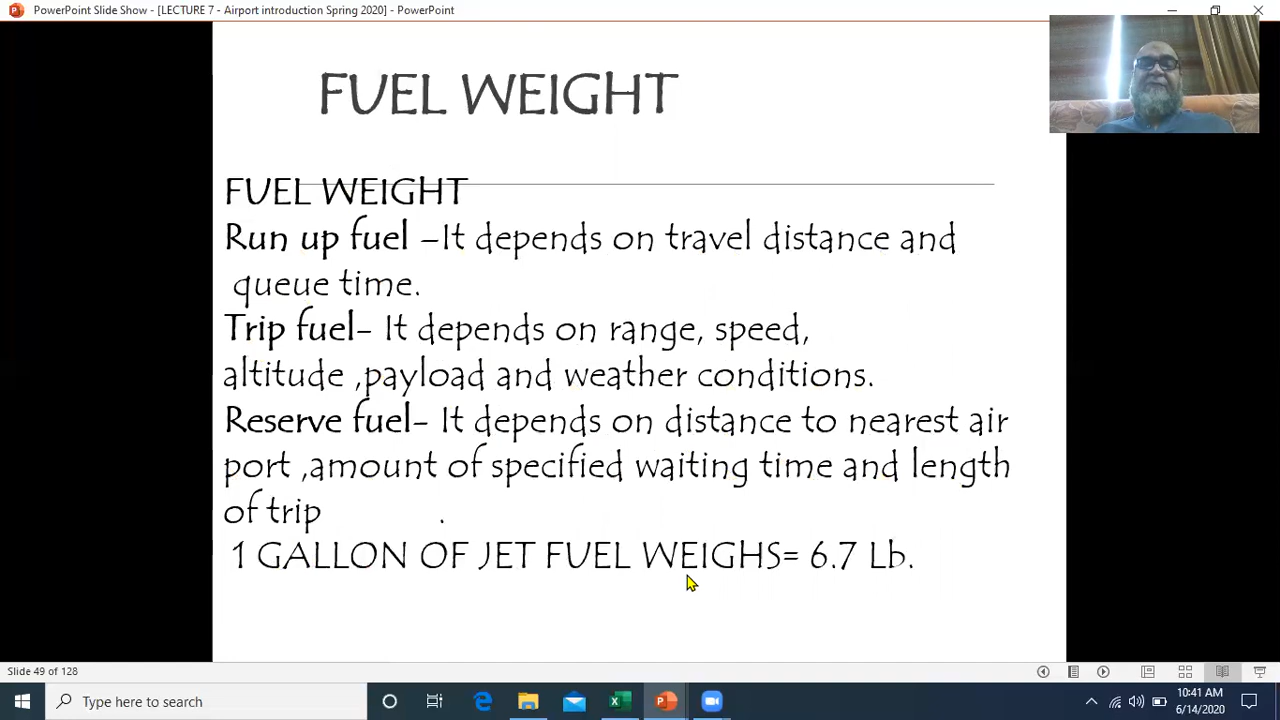 PowerPoint Slide Show - [LECTURE 7 - Airport introduction Spring 2020] - PowerPoint
FUEL WEIGHT
FUEL WEIGHT
Run up fuel –It depends on travel distance and
queue time.
Trip fuel- It depends on range, speed,
altitude ,payload and weather conditions.
Reserve fuel- It depends on distance to nearest air
port ,amount of specified waiting time and length
of trip .
1 GALLON OF JET FUEL WEIGHS= 6.7 Lb.
Slide 49 of 128
Type here to search
10:41 AM
6/14/2020